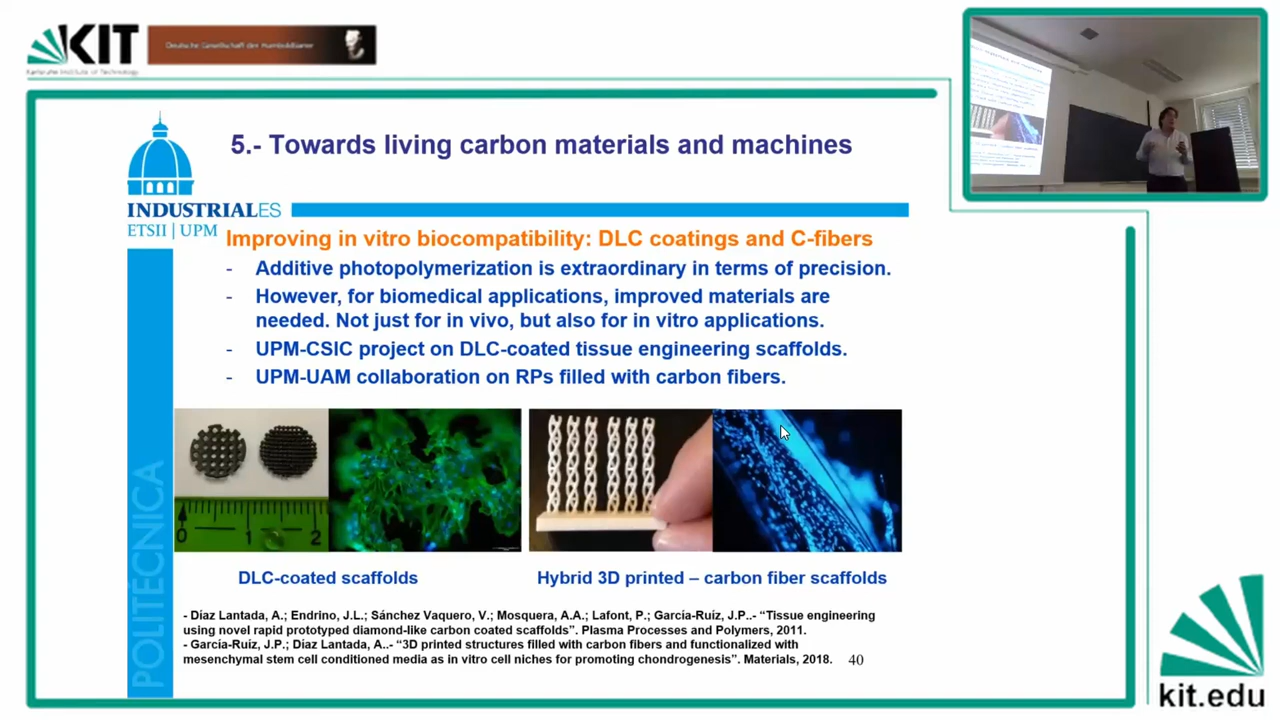 KIT
Karlsruhe Institute of Technology
Deutsche Gesellschaft der Humboldtianer
5.- Towards living carbon materials and machines
INDUSTRIALES
ETSII | UPM
Improving in vitro biocompatibility: DLC coatings and C-fibers
- Additive photopolymerization is extraordinary in terms of precision.
- However, for biomedical applications, improved materials are
needed. Not just for in vivo, but also for in vitro applications.
- UPM-CSIC project on DLC-coated tissue engineering scaffolds.
- UPM-UAM collaboration on RPs filled with carbon fibers.
POLITÉCNICA
0 1 2
DLC-coated scaffolds
Hybrid 3D printed – carbon fiber scaffolds
- Díaz Lantada, A.; Endrino, J.L.; Sánchez Vaquero, V.; Mosquera, A.A.; Lafont, P.; García-Ruíz, J.P..- “Tissue engineering
using novel rapid prototyped diamond-like carbon coated scaffolds”. Plasma Processes and Polymers, 2011.
- García-Ruíz, J.P.; Díaz Lantada, A..- “3D printed structures filled with carbon fibers and functionalized with
mesenchymal stem cell conditioned media as in vitro cell niches for promoting chondrogenesis”. Materials, 2018.
40
kit.edu